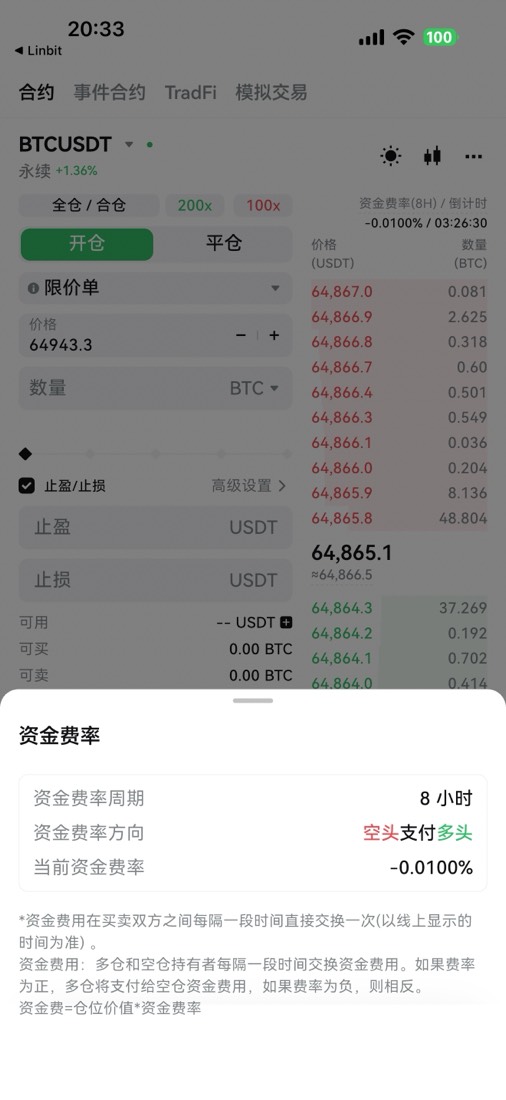 20:33
100
◀ Linbit
合约 事件合约 TradFi 模拟交易
BTCUSDT
永续 +1.36%
全仓 / 合仓 200x 100x
资金费率(8H) / 倒计时
-0.0100% / 03:26:30
开仓 平仓
价格 数量
(USDT) (BTC)
限价单
价格
64943.3
数量 BTC
止盈/止损 高级设置
止盈 USDT
止损 USDT
可用 -- USDT
可买 0.00 BTC
可卖 0.00 BTC
64,867.0 0.081
64,866.9 2.625
64,866.8 0.318
64,866.7 0.60
64,866.4 0.501
64,866.3 0.549
64,866.1 0.036
64,866.0 0.204
64,865.9 8.136
64,865.8 48.804
64,865.1
≈64,866.5
64,864.3 37.269
64,864.2 0.192
64,864.1 0.702
64,864.0 0.414
资金费率
资金费率周期 8 小时
资金费率方向 空头支付多头
当前资金费率 -0.0100%
*资金费用在买卖双方之间每隔一段时间直接交换一次(以线上显示的
时间为准) 。
资金费用：多仓和空仓持有者每隔一段时间交换资金费用。如果费率
为正，多仓将支付给空仓资金费用，如果费率为负，则相反。
资金费=仓位价值*资金费率